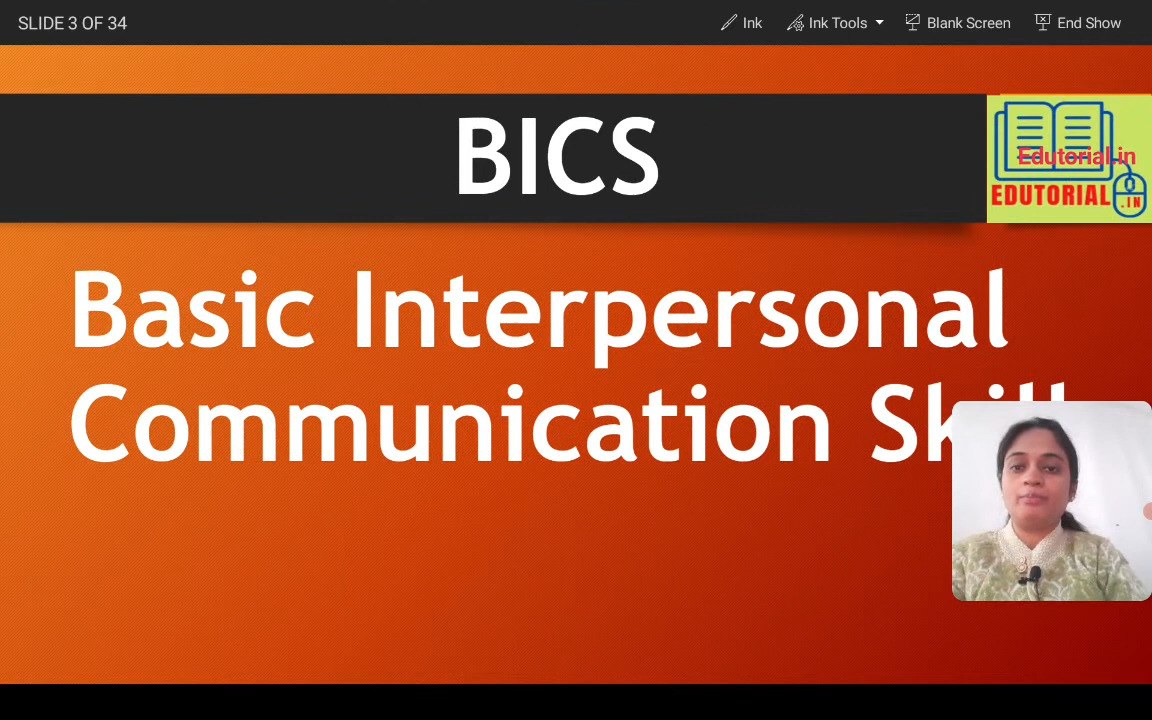 SLIDE 3 OF 34
Ink
Ink Tools
Blank Screen
End Show
BICS
Edutorial.in
EDUTORIAL
.IN
Basic Interpersonal
Communication